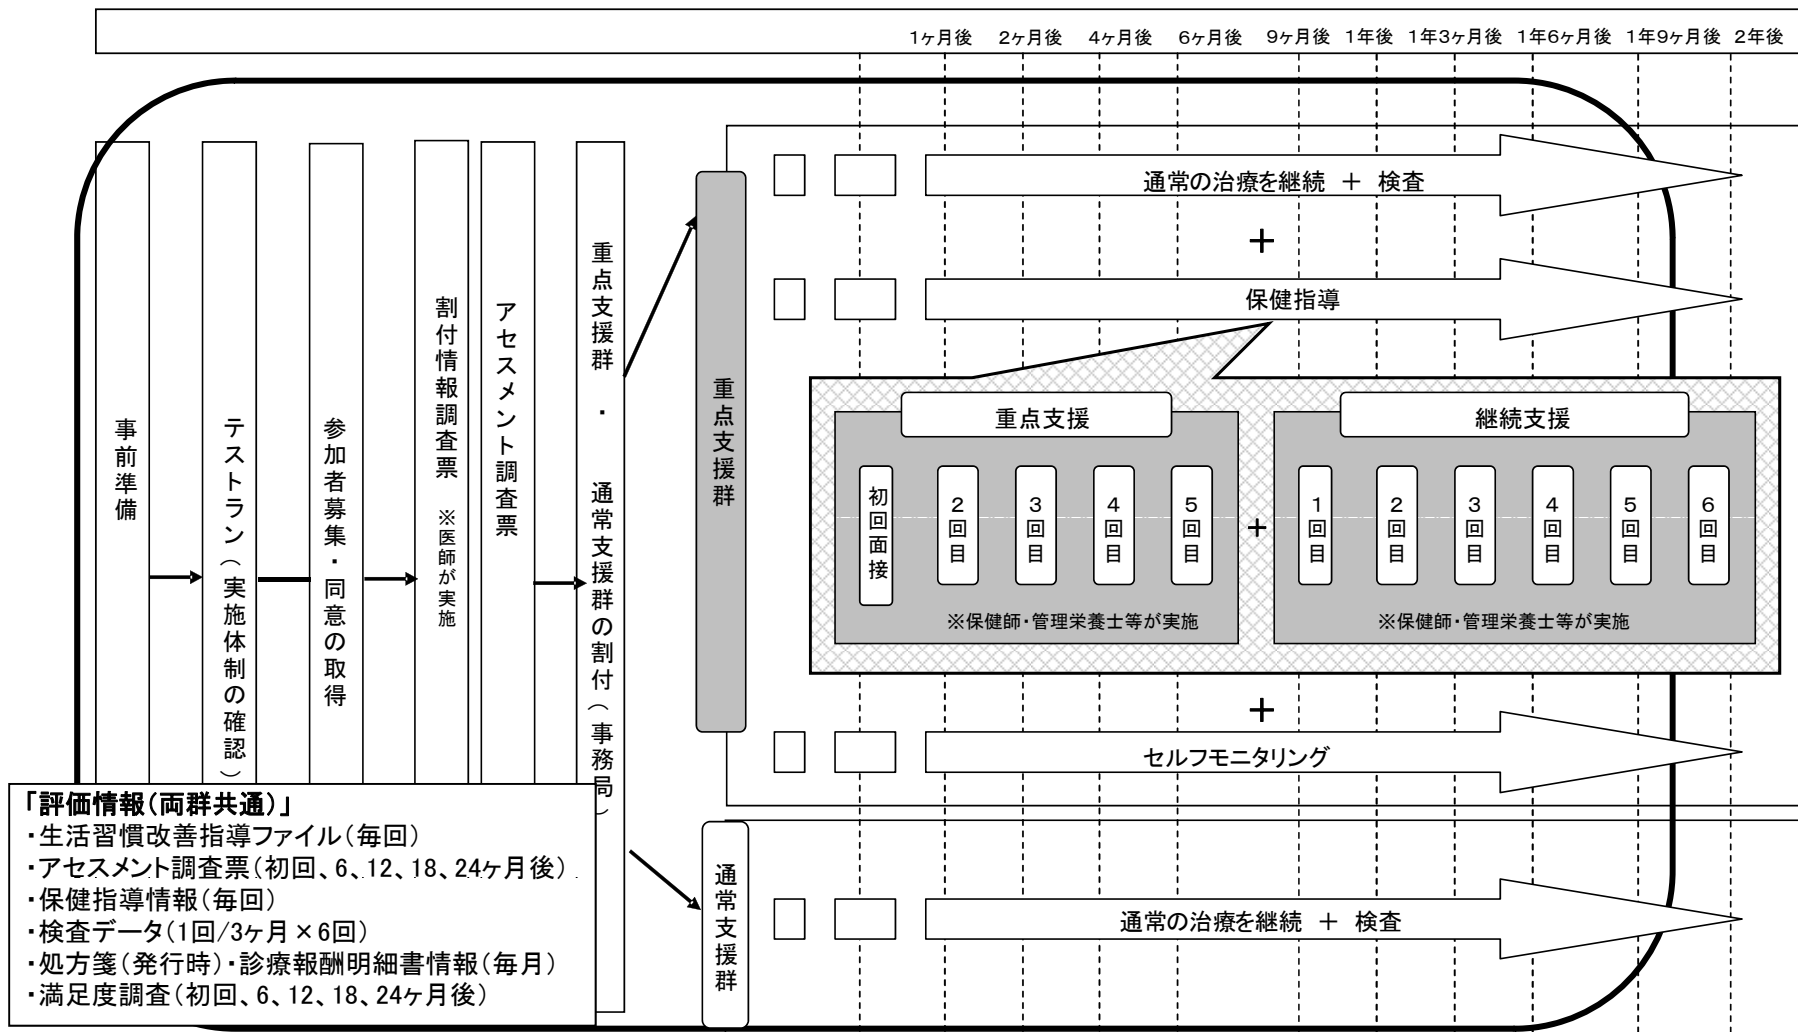 1ヶ月後 2ヶ月後 4ヶ月後 6ヶ月後 9ヶ月後 1年後 1年3ヶ月後 1年6ヶ月後 1年9ヶ月後 2年後
事前準備
テストラン（実施体制の確認）
参加者募集・同意の取得
割付情報調査票 ※医師が実施
アセスメント調査票
重点支援群 ・ 通常支援群の割付（事務局）
重点支援群
通常の治療を継続 ＋ 検査
＋
保健指導
重点支援
初回面接
2回目
3回目
4回目
5回目
※保健師・管理栄養士等が実施
＋
継続支援
1回目
2回目
3回目
4回目
5回目
6回目
※保健師・管理栄養士等が実施
＋
セルフモニタリング
通常支援群
通常の治療を継続 ＋ 検査
「評価情報（両群共通）」
・生活習慣改善指導ファイル（毎回）
・アセスメント調査票（初回、6、12、18、24ヶ月後）
・保健指導情報（毎回）
・検査データ（1回/3ヶ月×6回）
・処方箋（発行時）・診療報酬明細書情報（毎月）
・満足度調査（初回、6、12、18、24ヶ月後）